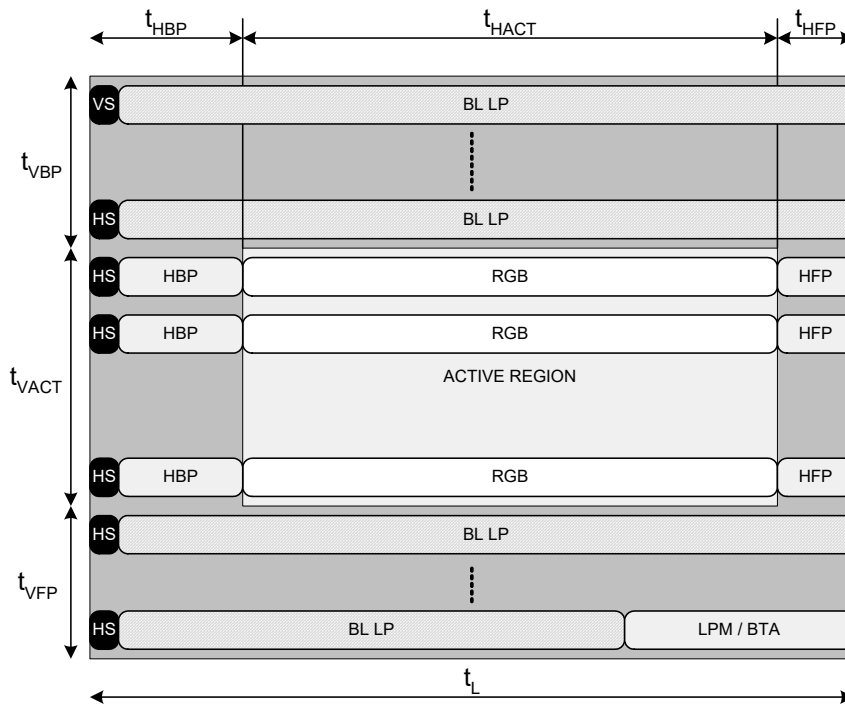 tHBP tHACT tHFP
VS BL LP
tVBP
HS BL LP
HS HBP RGB HFP
HS HBP RGB HFP
tVACT ACTIVE REGION
HS HBP RGB HFP
HS BL LP
tVFP
HS BL LP LPM / BTA
tL